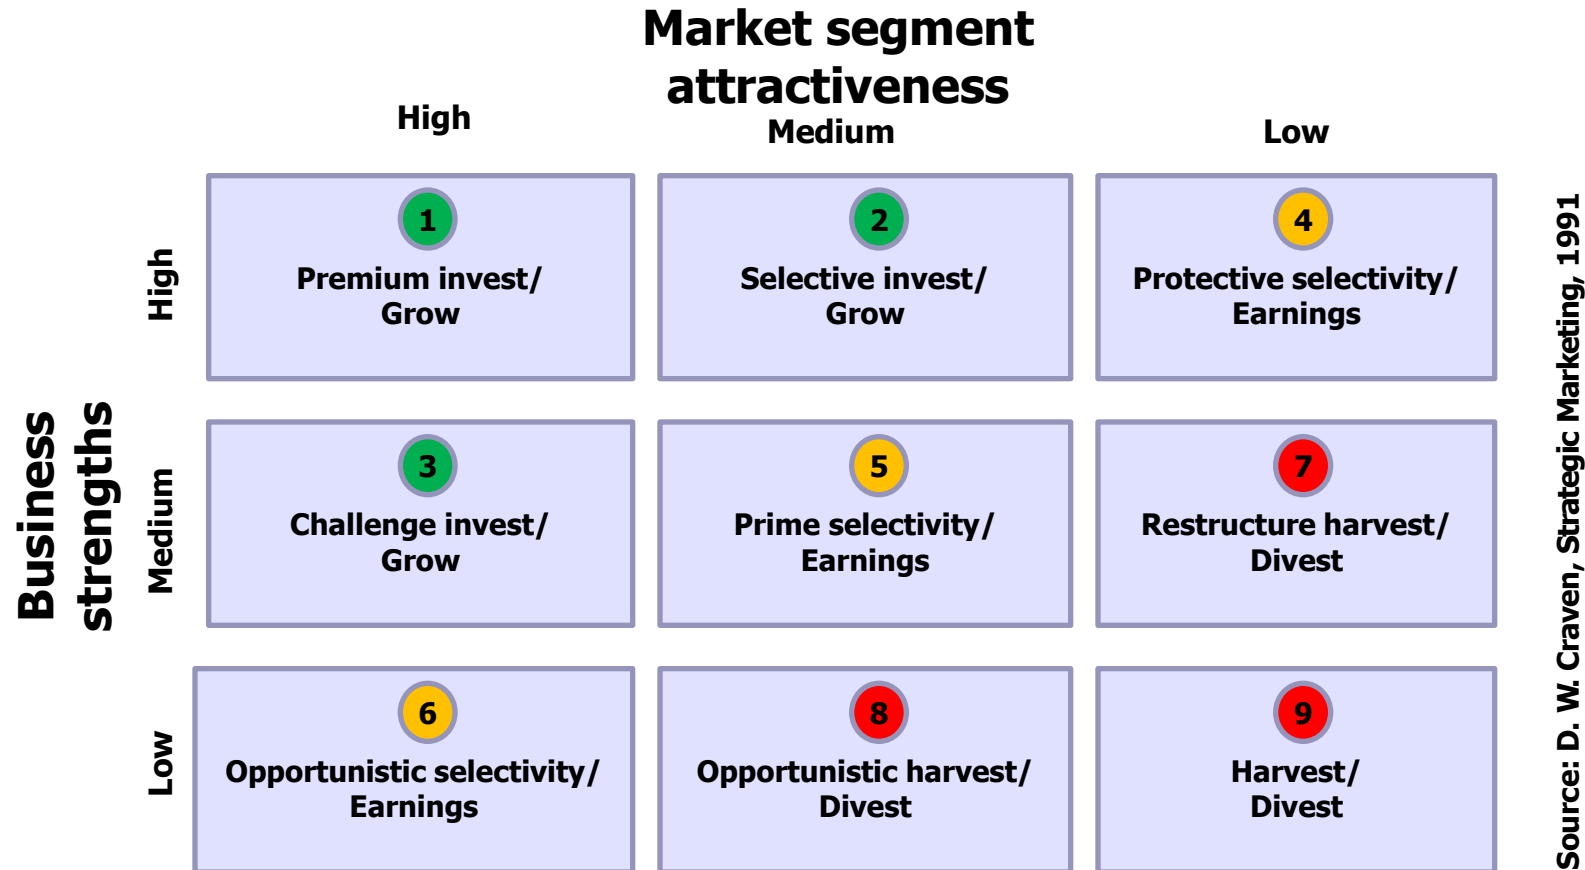 Market segment
attractiveness
High
Medium
Low
Business
strengths
High
1
Premium invest/
Grow
2
Selective invest/
Grow
4
Protective selectivity/
Earnings
Medium
3
Challenge invest/
Grow
5
Prime selectivity/
Earnings
7
Restructure harvest/
Divest
Low
6
Opportunistic selectivity/
Earnings
8
Opportunistic harvest/
Divest
9
Harvest/
Divest
Source: D. W. Craven, Strategic Marketing, 1991